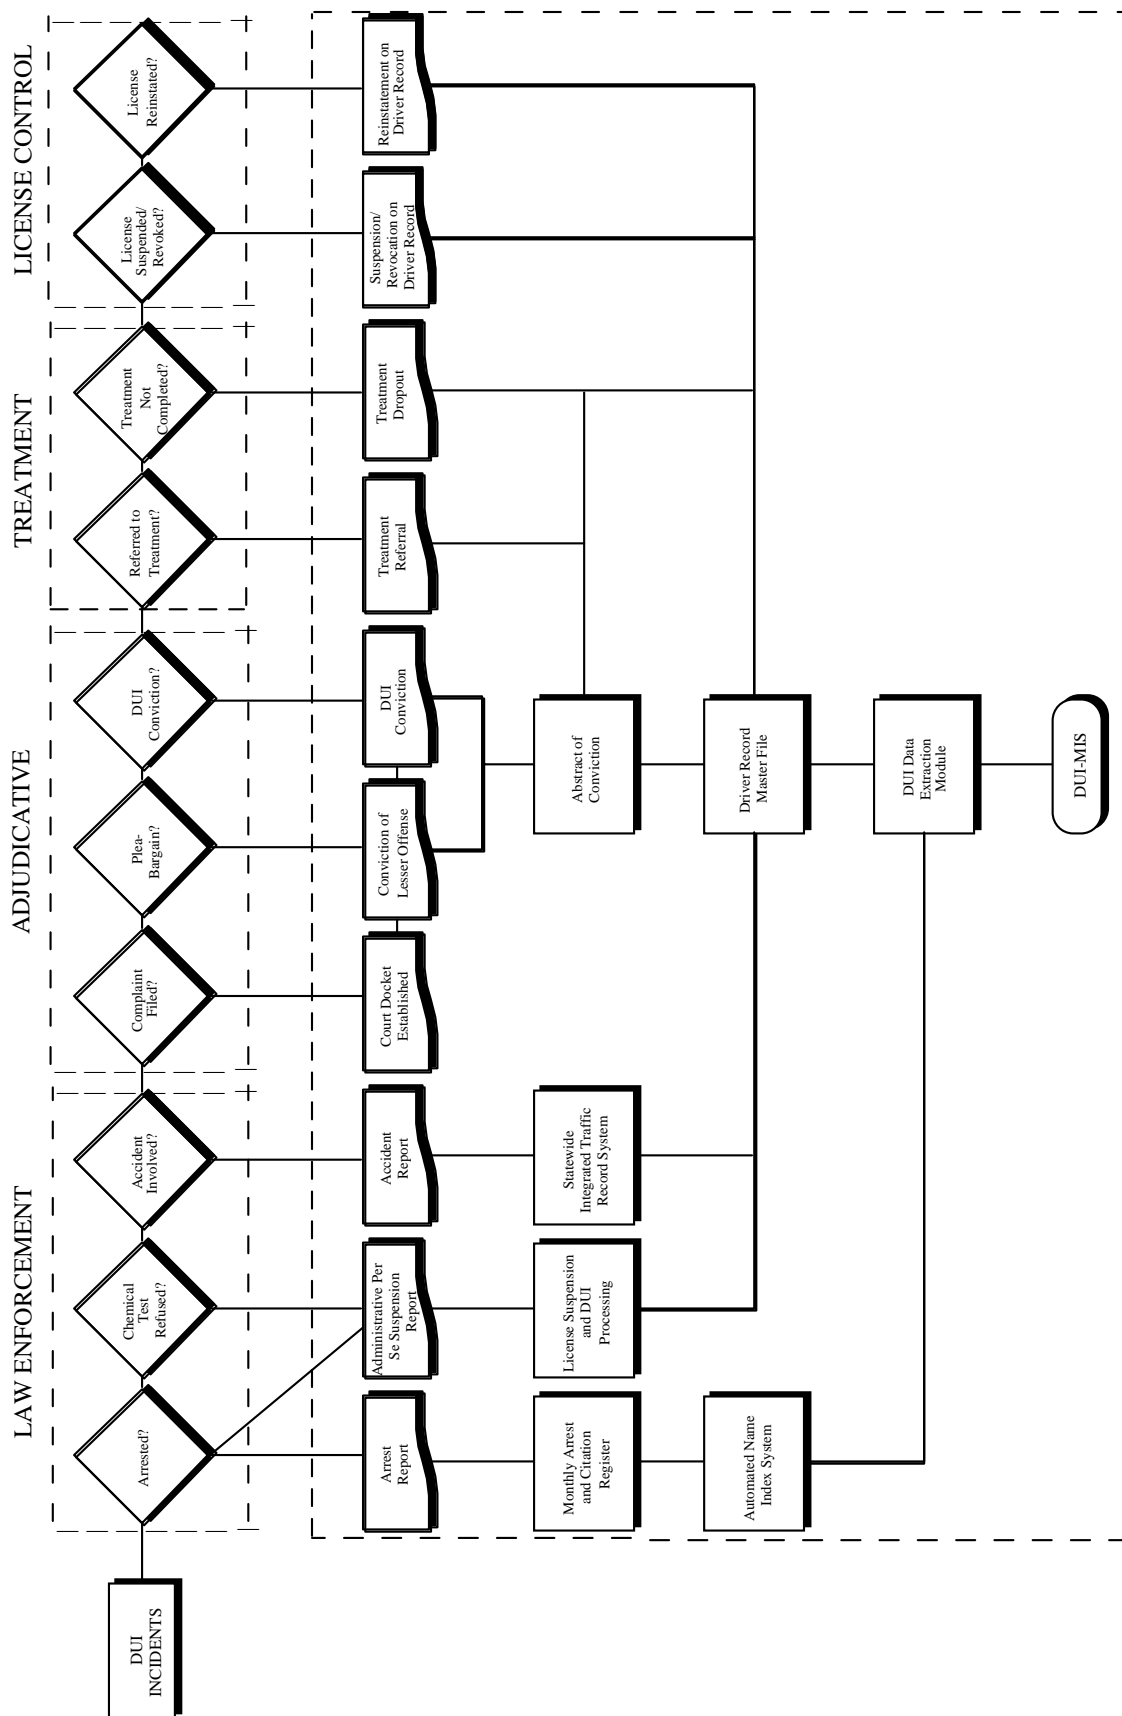 LAW ENFORCEMENT
ADJUDICATIVE
TREATMENT
LICENSE CONTROL
DUI
INCIDENTS
Arrested?
Chemical
Test
Refused?
Accident
Involved?
Complaint
Filed?
Plea-
Bargain?
DUI
Conviction?
Referred to
Treatment?
Treatment
Not
Completed?
License
Suspended/
Revoked?
License
Reinstated?
Arrest
Report
Administrative Per
Se Suspension
Report
Accident
Report
Court Docket
Established
Conviction of
Lesser Offense
DUI
Conviction
Treatment
Referral
Treatment
Dropout
Suspension/
Revocation on
Driver Record
Reinstatement on
Driver Record
Monthly Arrest
and Citation
Register
License Suspension
and DUI
Processing
Statewide
Integrated Traffic
Record System
Abstract of
Conviction
Automated Name
Index System
Driver Record
Master File
DUI Data
Extraction
Module
DUI-MIS